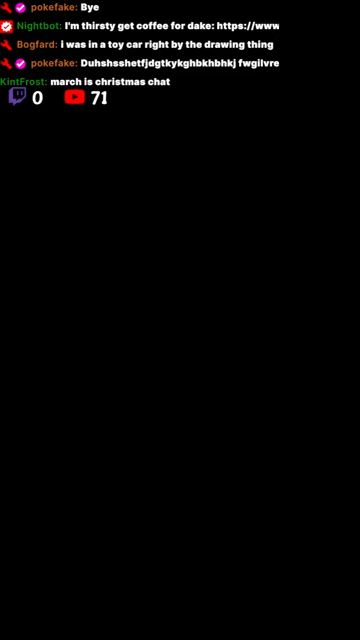 pokefake: Bye
Nightbot: I'm thirsty get coffee for dake: https://www
Bogfard: i was in a toy car right by the drawing thing
pokefake: Duhshsshetfjdgtkykghbkhbhkj fwgilvre
KintFrost: march is christmas chat
0 71